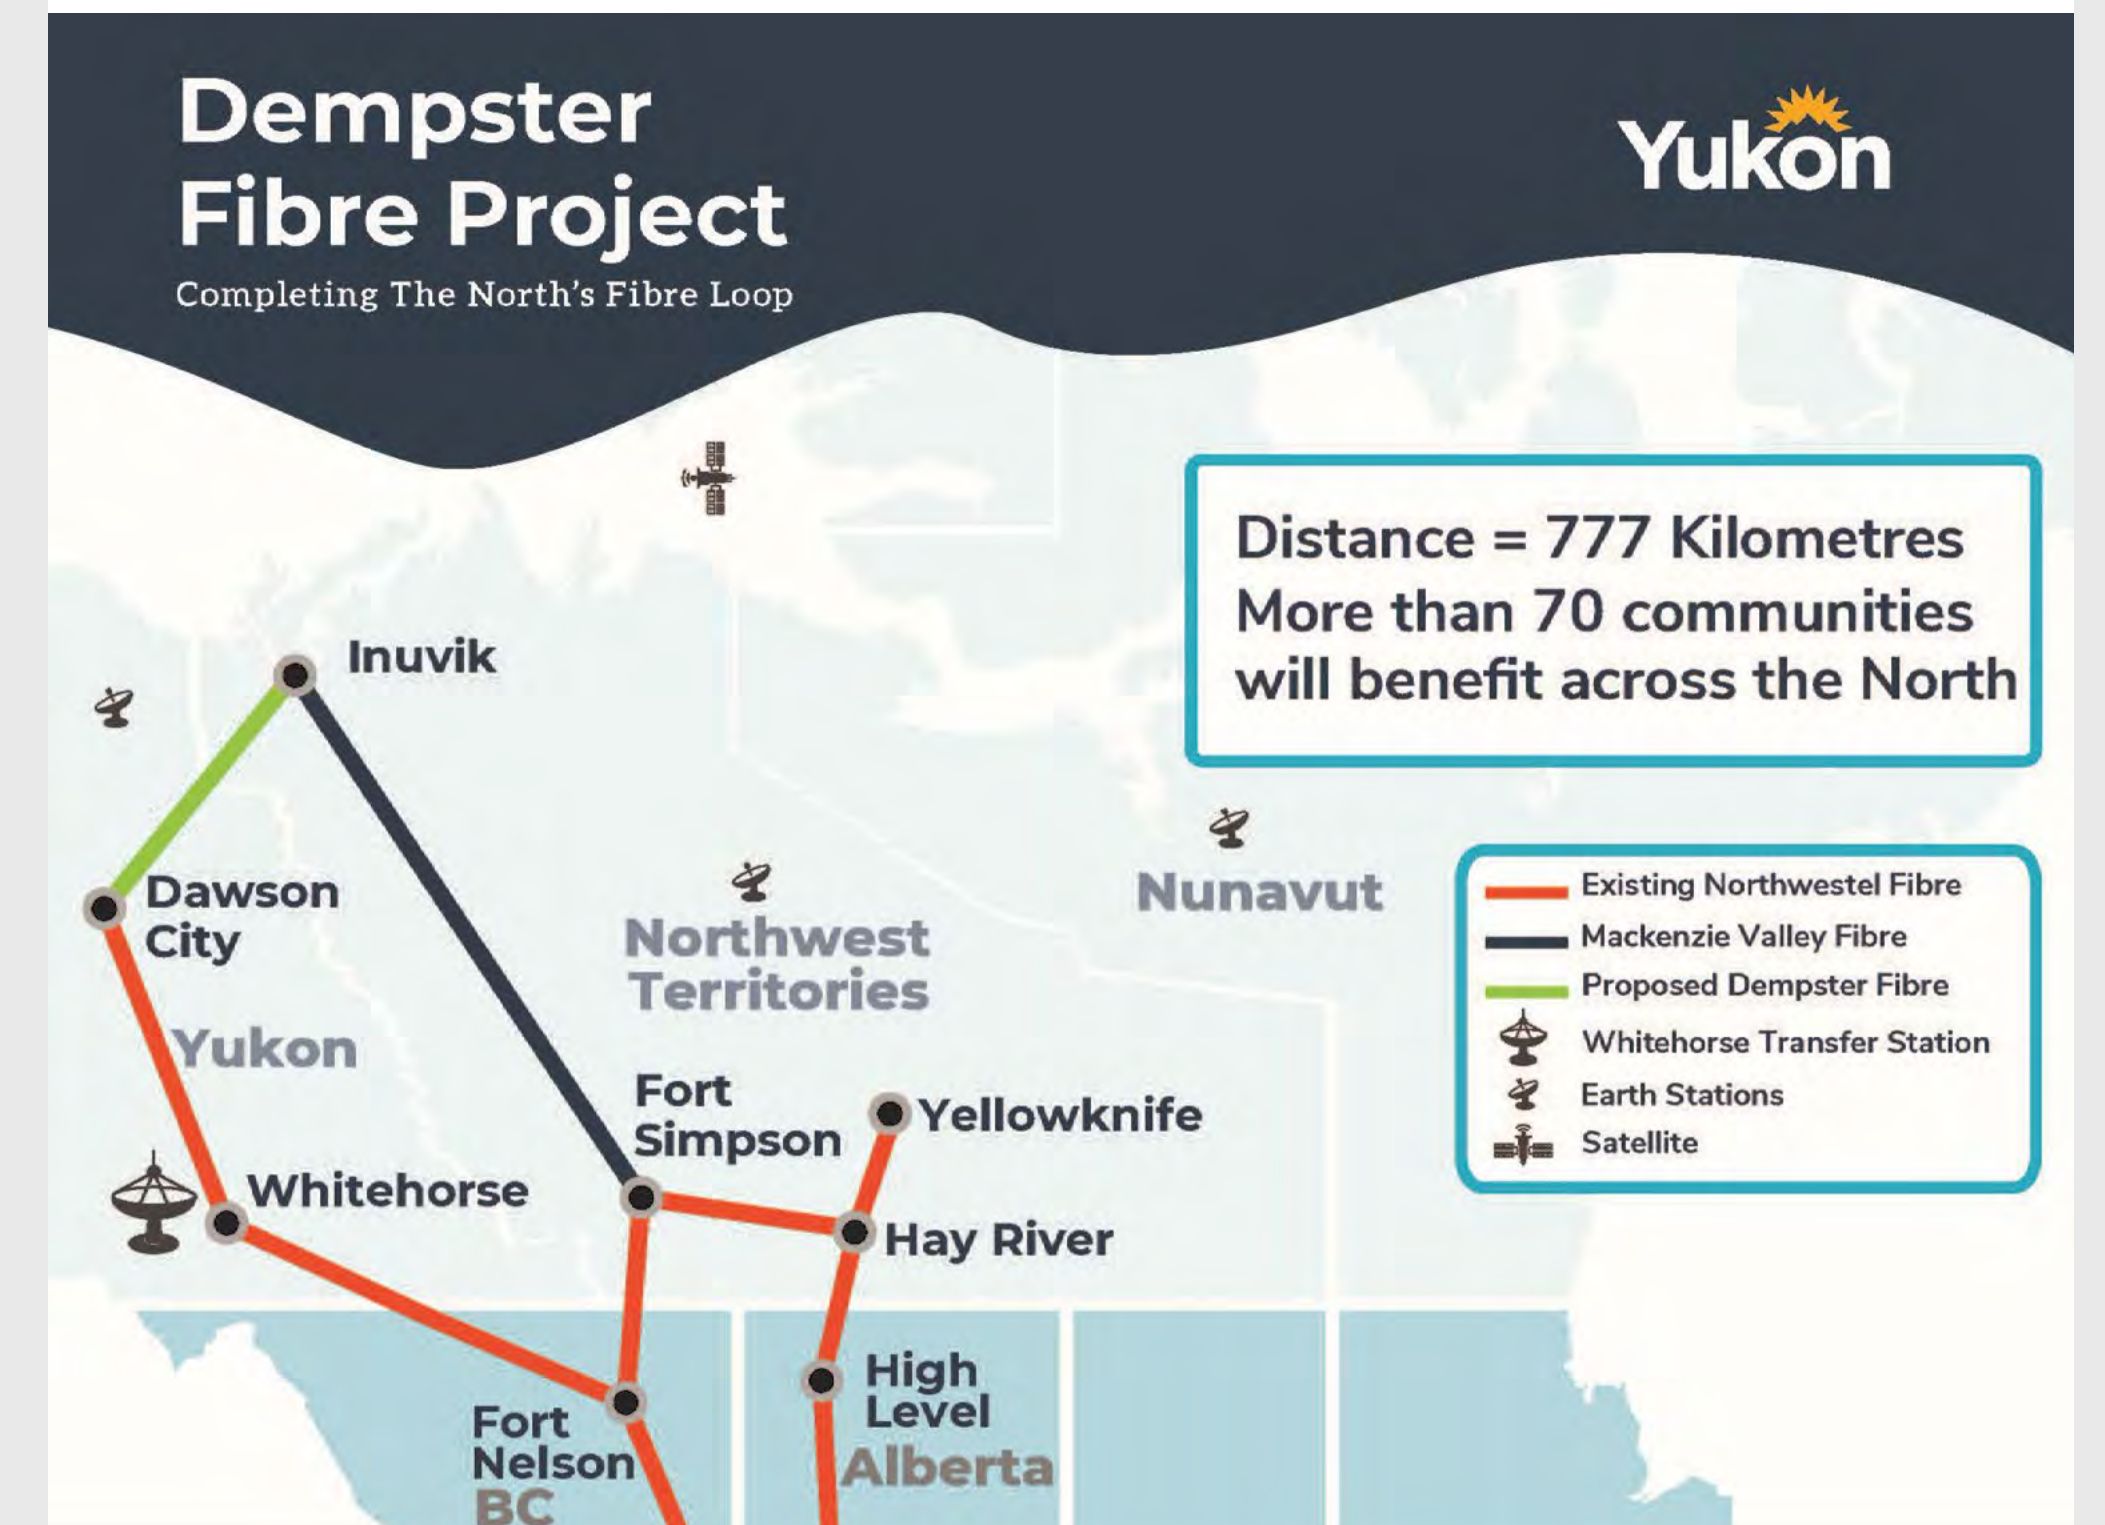 Dempster
Fibre Project
Completing The North's Fibre Loop
Yukon
Distance = 777 Kilometres
More than 70 communities
will benefit across the North
Inuvik
Dawson
City
Yukon
Northwest
Territories
Nunavut
Existing Northwestel Fibre
Mackenzie Valley Fibre
Proposed Dempster Fibre
Whitehorse Transfer Station
Earth Stations
Satellite
Fort
Simpson
Yellowknife
Whitehorse
Hay River
High
Level
Alberta
Fort
Nelson
BC